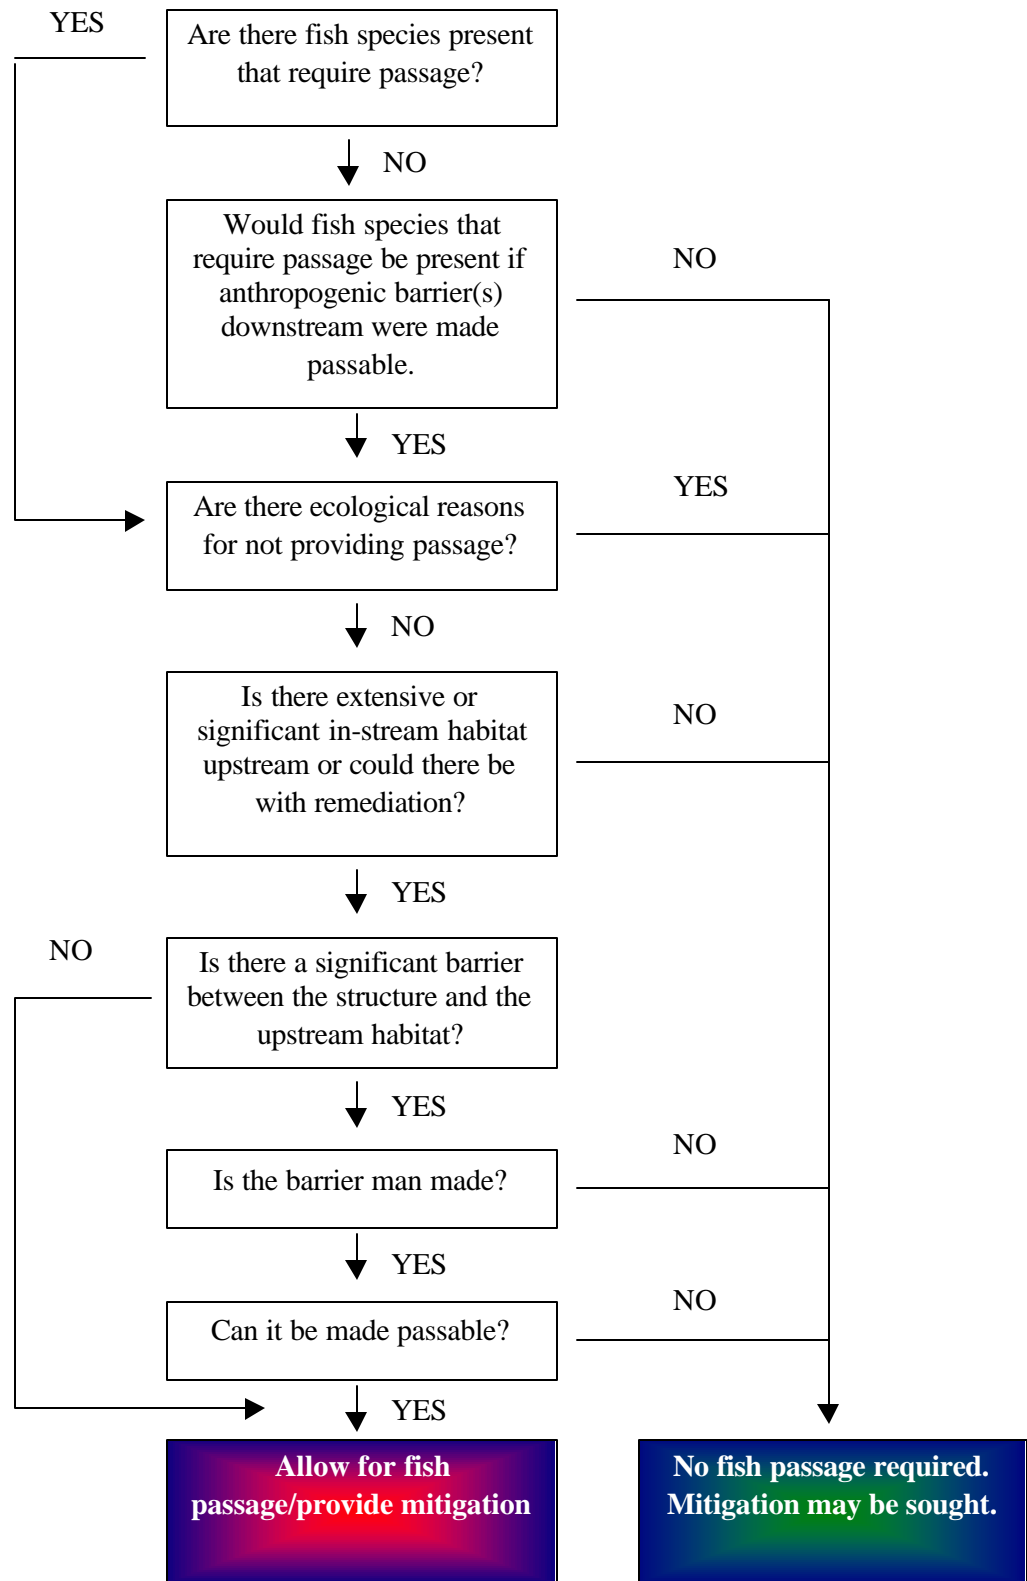 YES
Are there fish species present
that require passage?
NO
Would fish species that
require passage be present if
anthropogenic barrier(s)
downstream were made
passable.
NO
YES
Are there ecological reasons
for not providing passage?
YES
NO
Is there extensive or
significant in-stream habitat
upstream or could there be
with remediation?
NO
YES
NO
Is there a significant barrier
between the structure and the
upstream habitat?
YES
Is the barrier man made?
NO
YES
Can it be made passable?
NO
YES
Allow for fish
passage/provide mitigation
No fish passage required.
Mitigation may be sought.